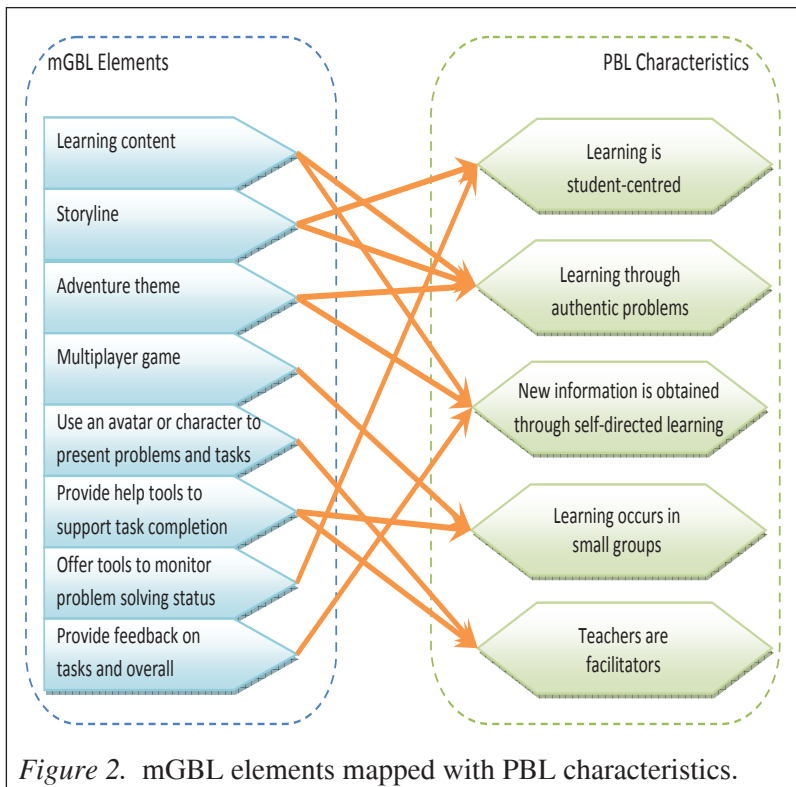 mGBL Elements
Learning content
Storyline
Adventure theme
Multiplayer game
Use an avatar or character to
present problems and tasks
Provide help tools to
support task completion
Offer tools to monitor
problem solving status
Provide feedback on
tasks and overall
PBL Characteristics
Learning is
student-centred
Learning through
authentic problems
New information is obtained
through self-directed learning
Learning occurs in
small groups
Teachers are
facilitators
Figure 2. mGBL elements mapped with PBL characteristics.